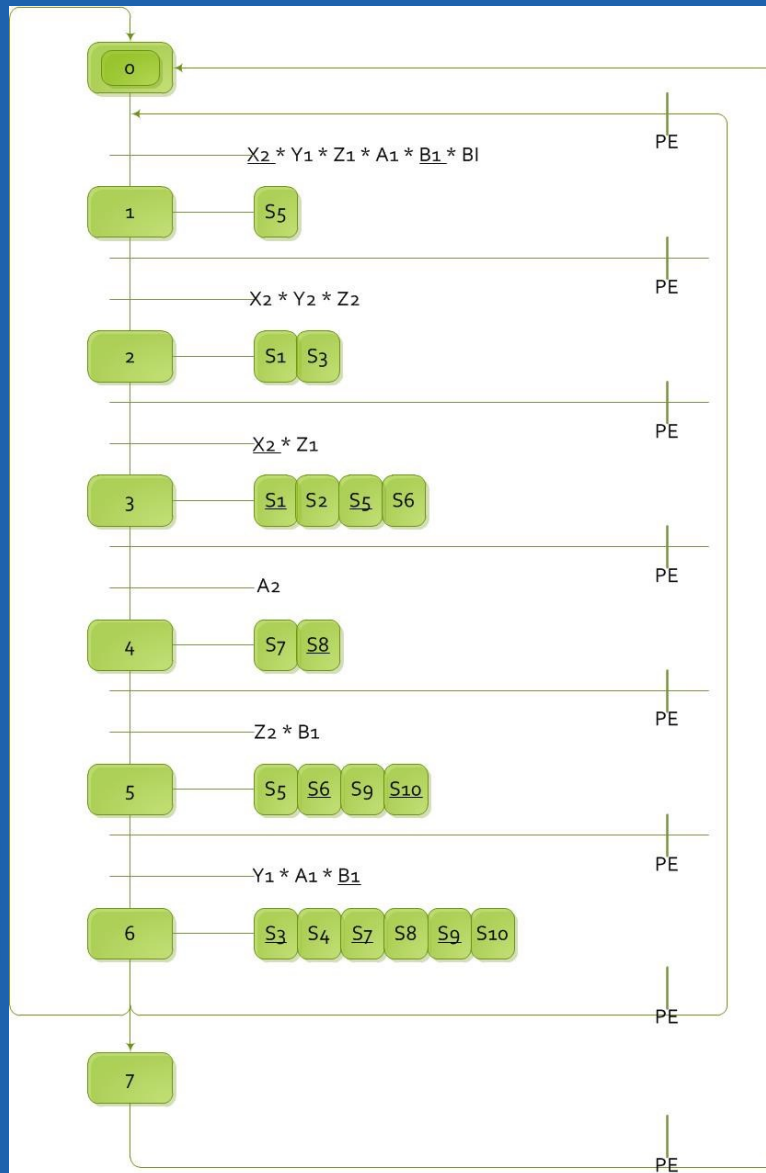 0
PE
X2 * Y1 * Z1 * A1 * B1 * BI
1 S5
PE
X2 * Y2 * Z2
2 S1 S3
PE
X2 * Z1
3 S1 S2 S5 S6
PE
A2
4 S7 S8
PE
Z2 * B1
5 S5 S6 S9 S10
PE
Y1 * A1 * B1
6 S3 S4 S7 S8 S9 S10
PE
7
PE